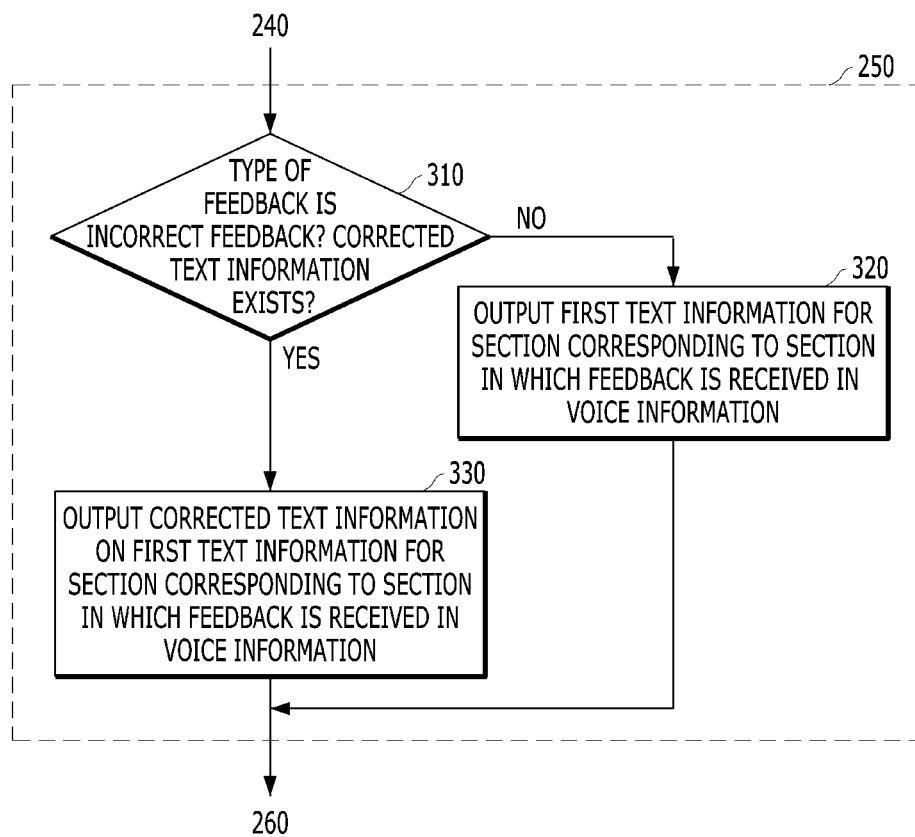 240
250
TYPE OF
FEEDBACK IS
INCORRECT FEEDBACK? CORRECTED
TEXT INFORMATION
EXISTS?
310
NO
YES
320
OUTPUT FIRST TEXT INFORMATION FOR
SECTION CORRESPONDING TO SECTION
IN WHICH FEEDBACK IS RECEIVED IN
VOICE INFORMATION
330
OUTPUT CORRECTED TEXT INFORMATION
ON FIRST TEXT INFORMATION FOR
SECTION CORRESPONDING TO SECTION
IN WHICH FEEDBACK IS RECEIVED IN
VOICE INFORMATION
260